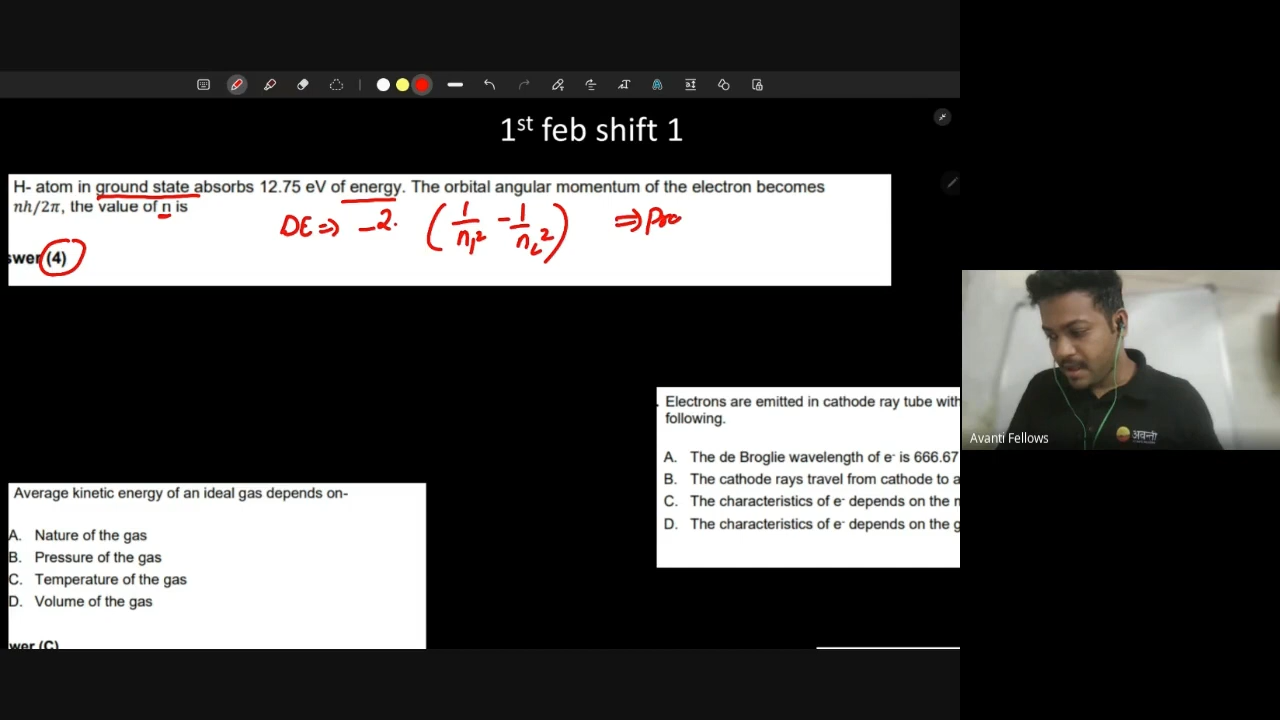 1st feb shift 1
H- atom in ground state absorbs 12.75 eV of energy. The orbital angular momentum of the electron becomes
nh/2π, the value of n is
DE ⇒ -2. (1/n₁² - 1/n₂²) ⇒ Pro
swer (4)
Electrons are emitted in cathode ray tube with
following.
A. The de Broglie wavelength of e- is 666.67
B. The cathode rays travel from cathode to a
C. The characteristics of e- depends on the n
D. The characteristics of e- depends on the g
Avanti Fellows
अवन्ती
Average kinetic energy of an ideal gas depends on-
A. Nature of the gas
B. Pressure of the gas
C. Temperature of the gas
D. Volume of the gas
wer (C)